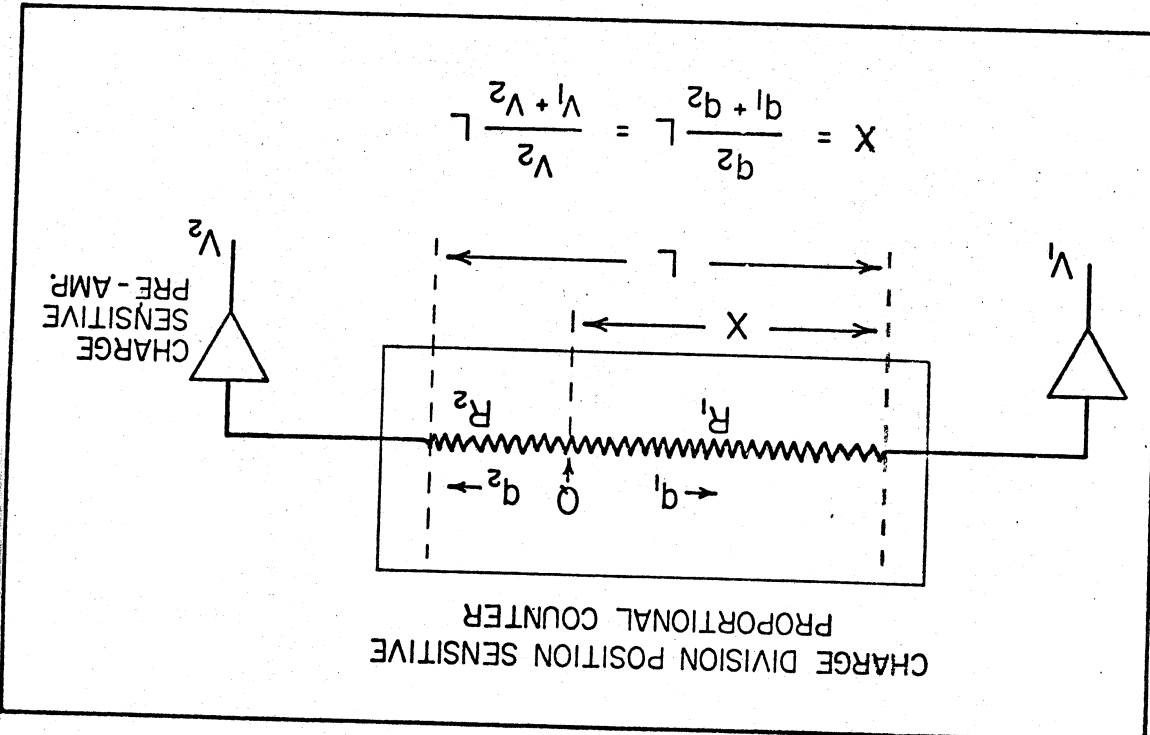 CHARGE DIVISION POSITION SENSITIVE
PROPORTIONAL COUNTER
q₁ Q q₂
R₁ R₂
CHARGE
SENSITIVE
PRE-AMP.
X
L
V₁ V₂
X = q₂ / (q₁ + q₂) L = V₂ / (V₁ + V₂) L